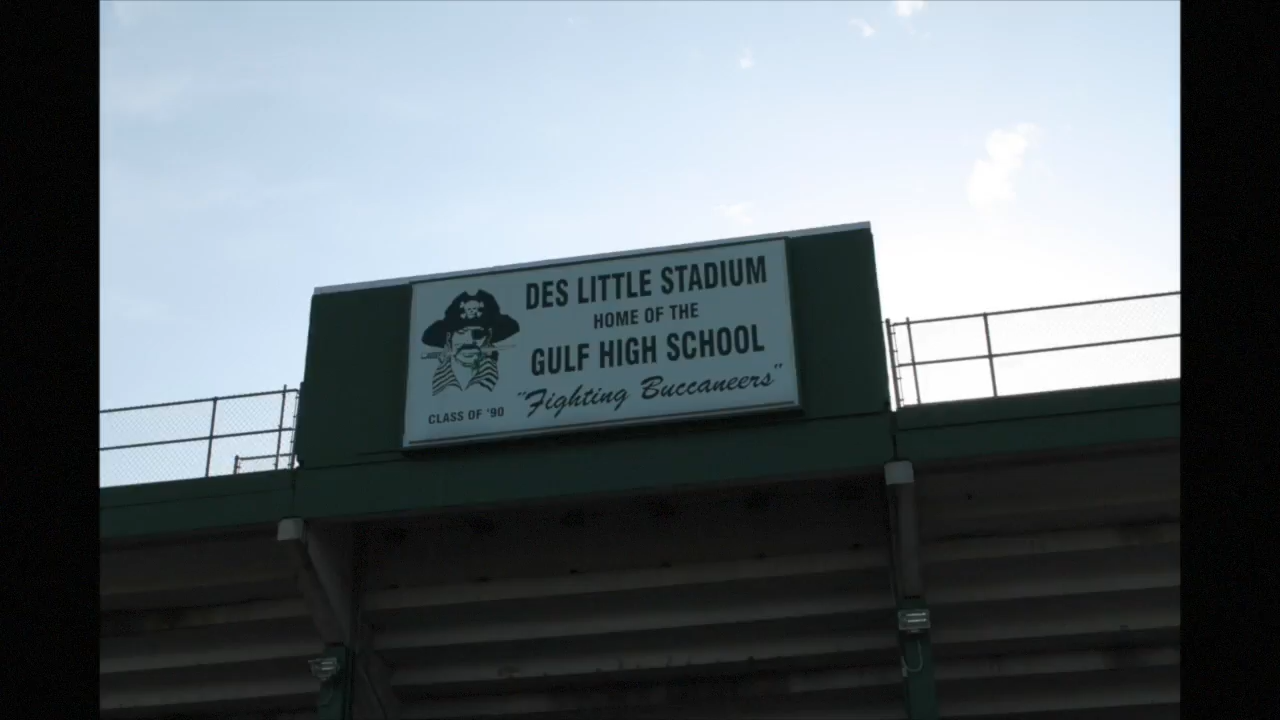 DES LITTLE STADIUM
HOME OF THE
GULF HIGH SCHOOL
"Fighting Buccaneers"
CLASS OF '90